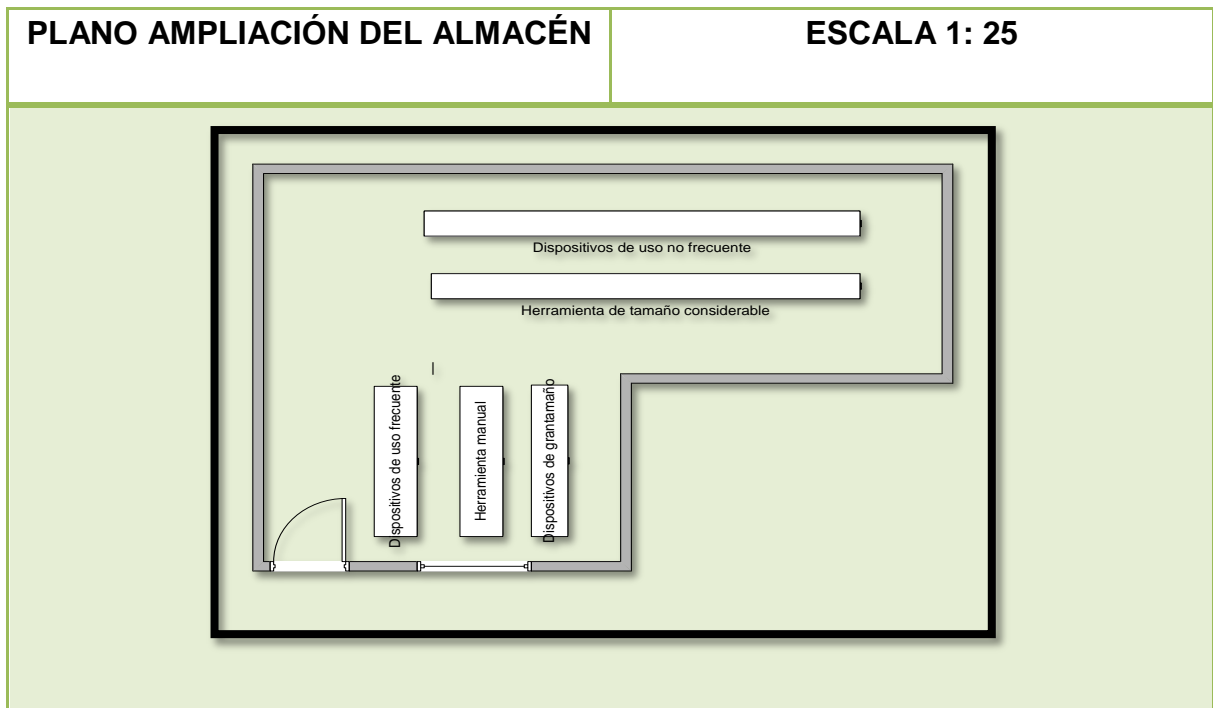 PLANO AMPLIACIÓN DEL ALMACÉN
ESCALA 1: 25
Dispositivos de uso no frecuente
Herramienta de tamaño considerable
Dispositivos de uso frecuente
Herramienta manual
Dispositivos de grantamaño